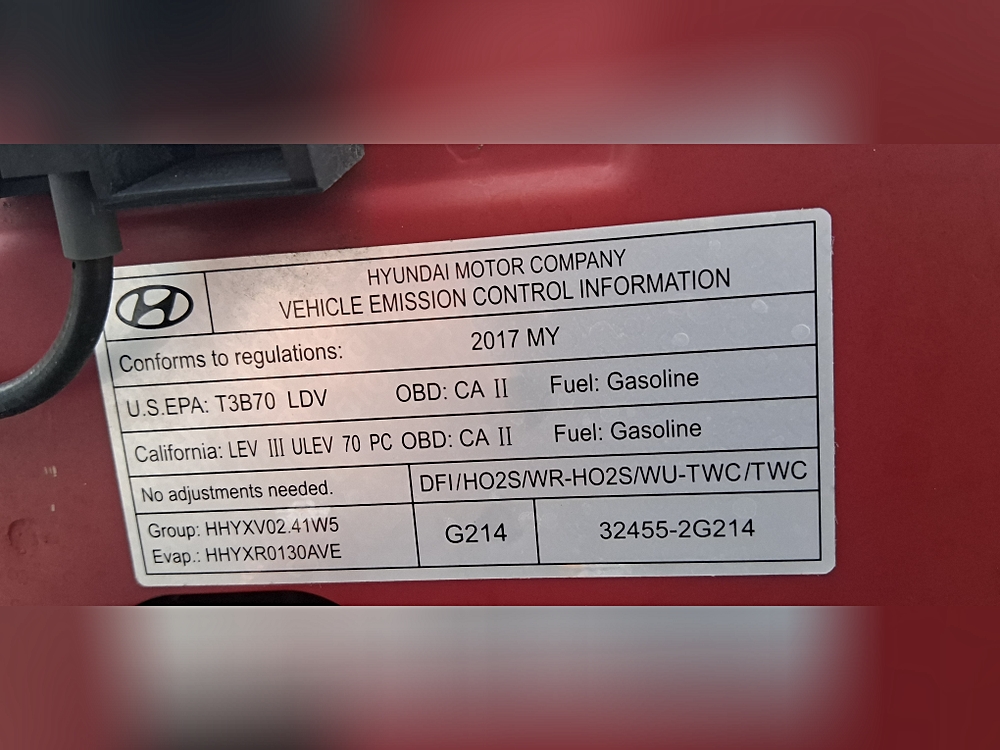 HYUNDAI MOTOR COMPANY
VEHICLE EMISSION CONTROL INFORMATION
Conforms to regulations: 2017 MY
U.S.EPA: T3B70 LDV OBD: CA II Fuel: Gasoline
California: LEV III ULEV 70 PC OBD: CA II Fuel: Gasoline
No adjustments needed. DFI/HO2S/WR-HO2S/WU-TWC/TWC
Group: HHYXV02.41W5
Evap.: HHYXR0130AVE
G214
32455-2G214